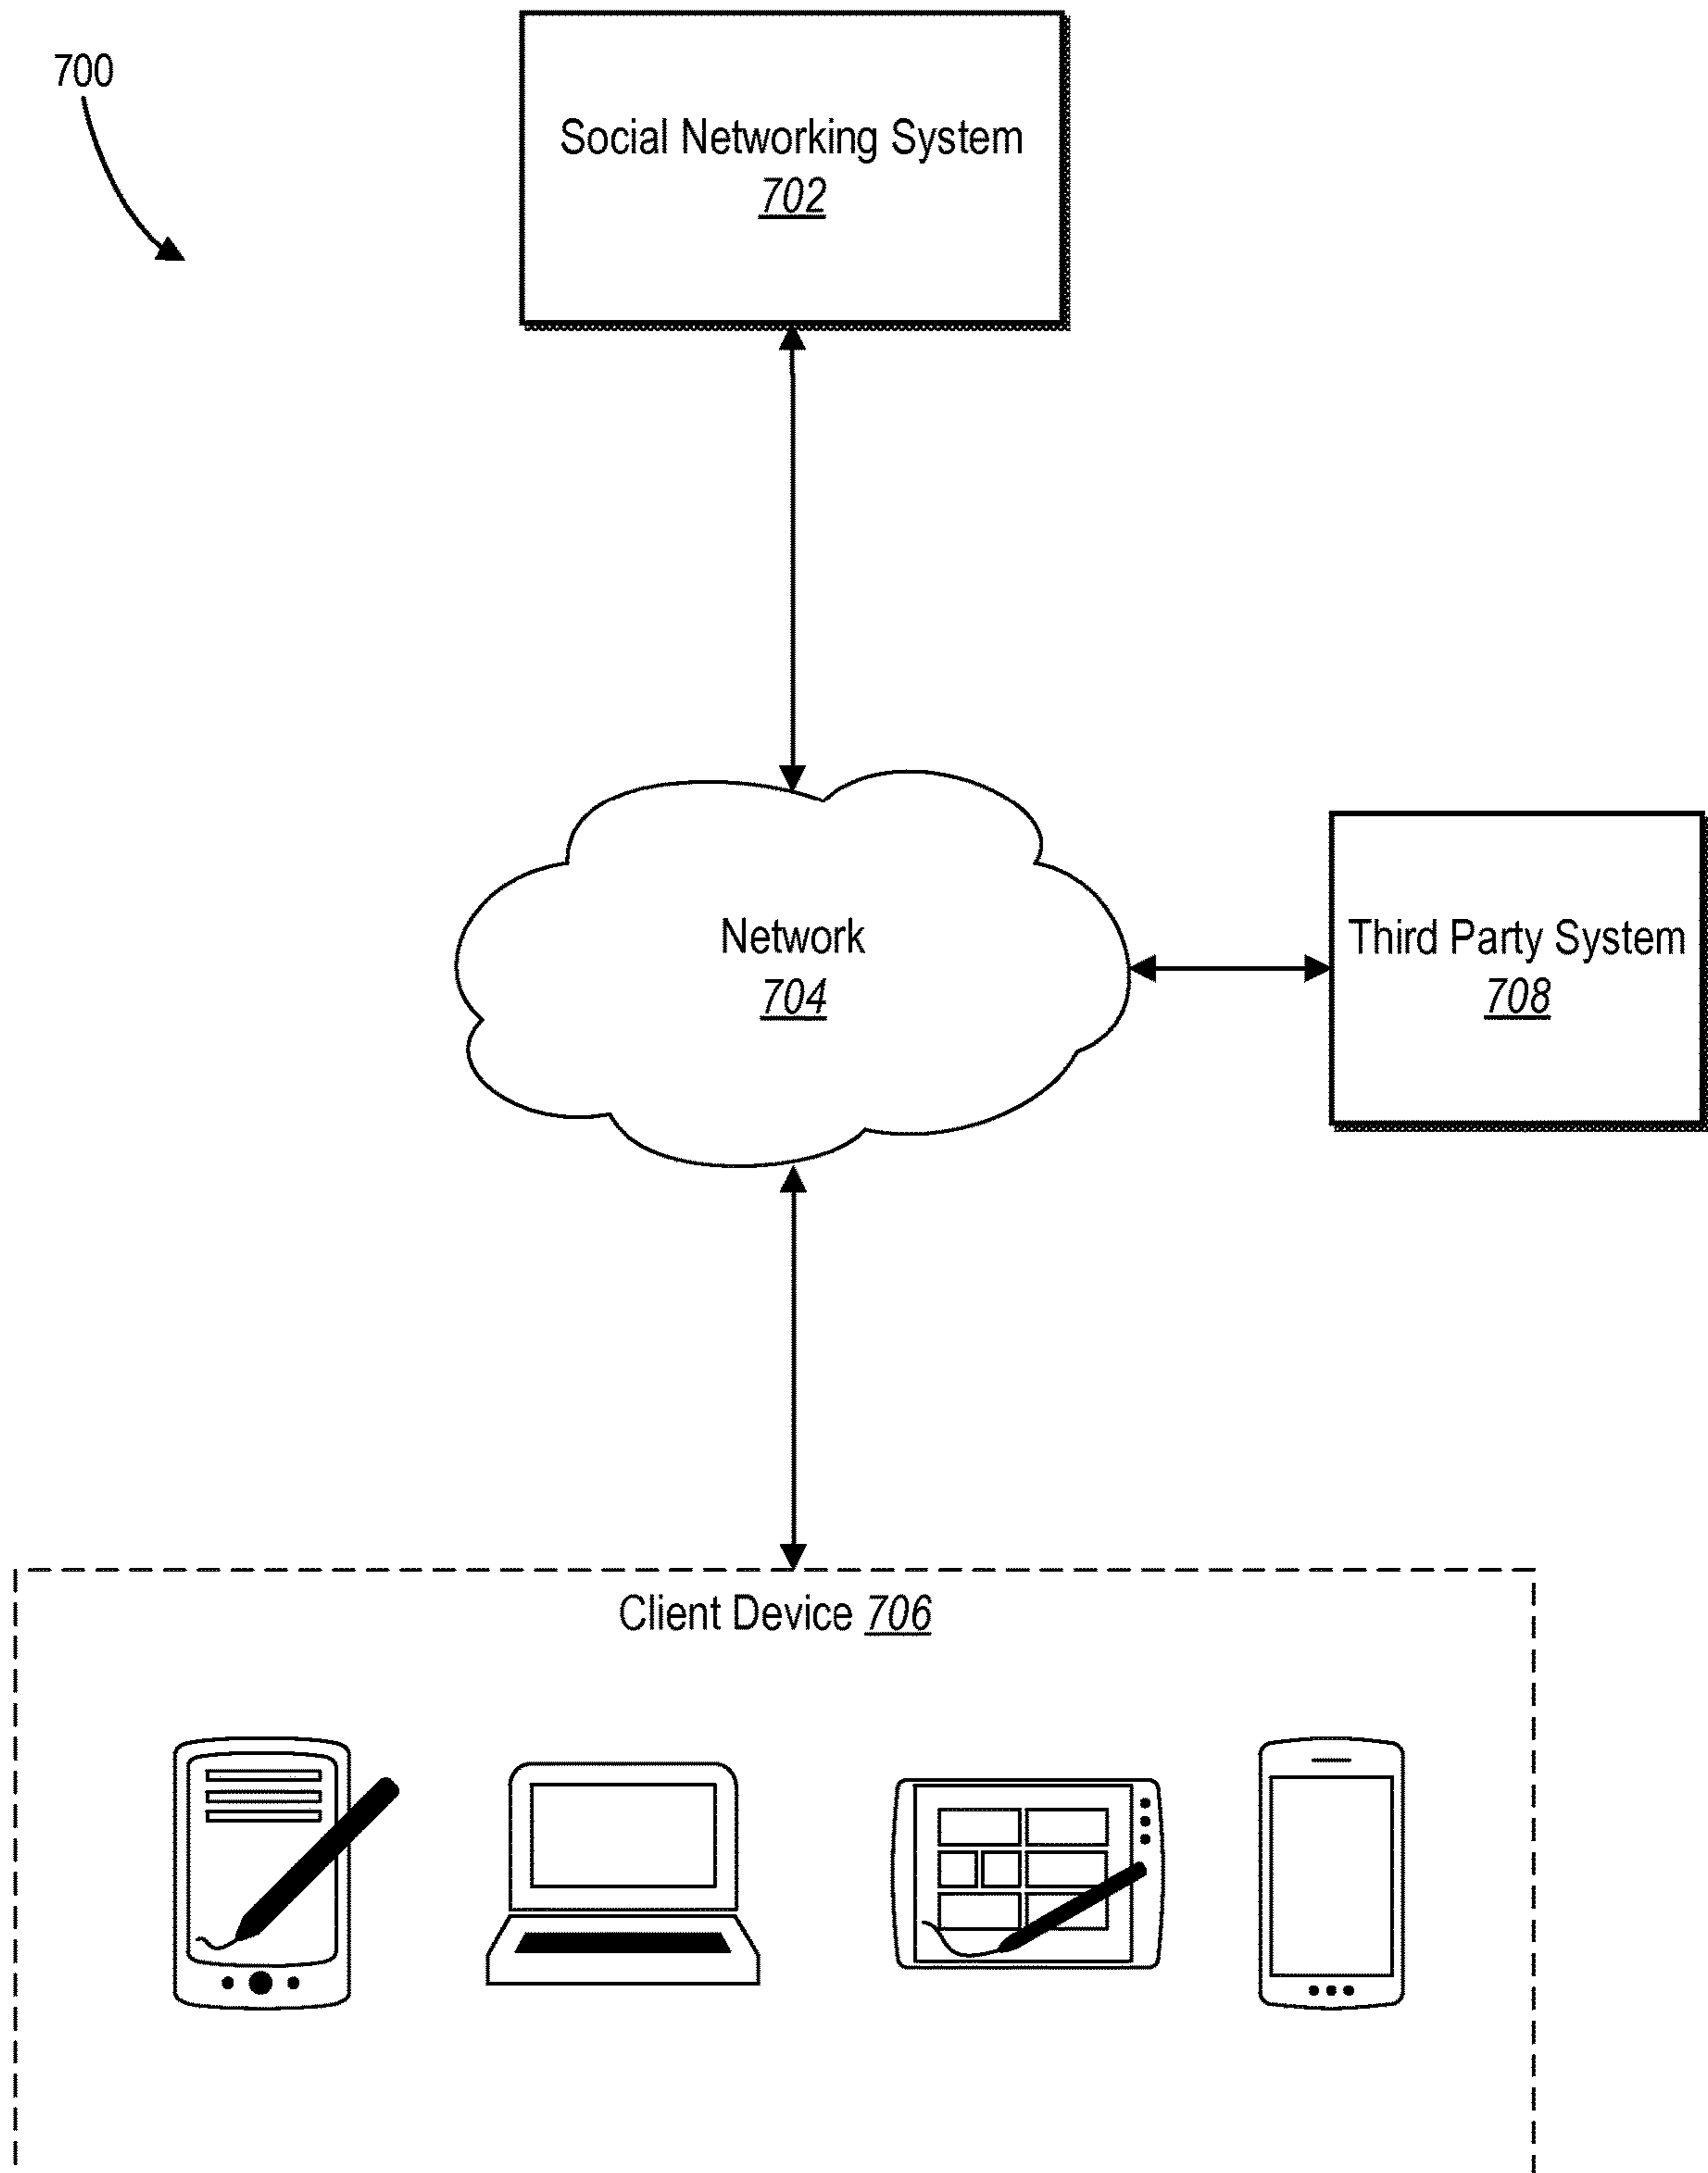 700
Social Networking System
702
Network
704
Third Party System
708
Client Device 706